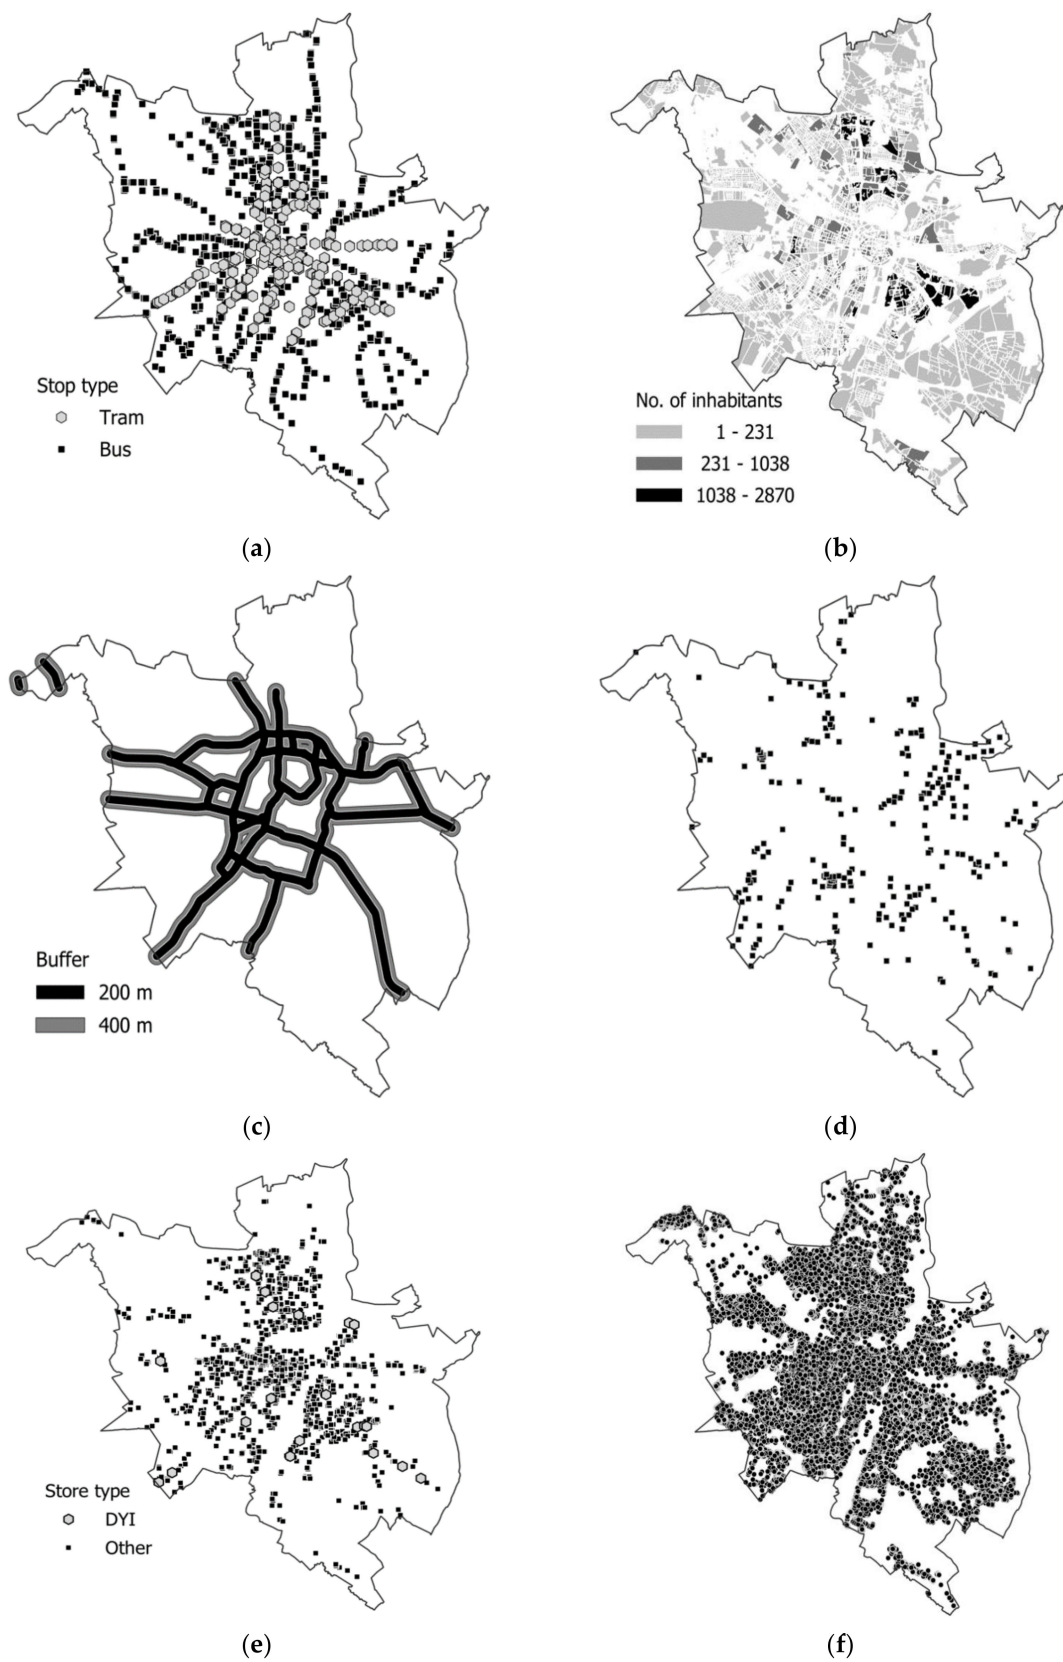 Stop type
Tram
Bus
(a)
No. of inhabitants
1 - 231
231 - 1038
1038 - 2870
(b)
Buffer
200 m
400 m
(c)
(d)
Store type
DYI
Other
(e)
(f)